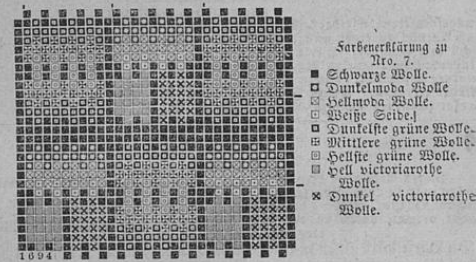 Farbenerklärung zu
Nro. 7.
Schwarze Wolle.
Dunkelmoda Wolle
Hellmoda Wolle.
Weiße Seide.
Dunkelste grüne Wolle.
Mittlere grüne Wolle.
Hellste grüne Wolle.
Hell victoriarothe
Wolle.
Dunkel victoriarothe
Wolle.
1694